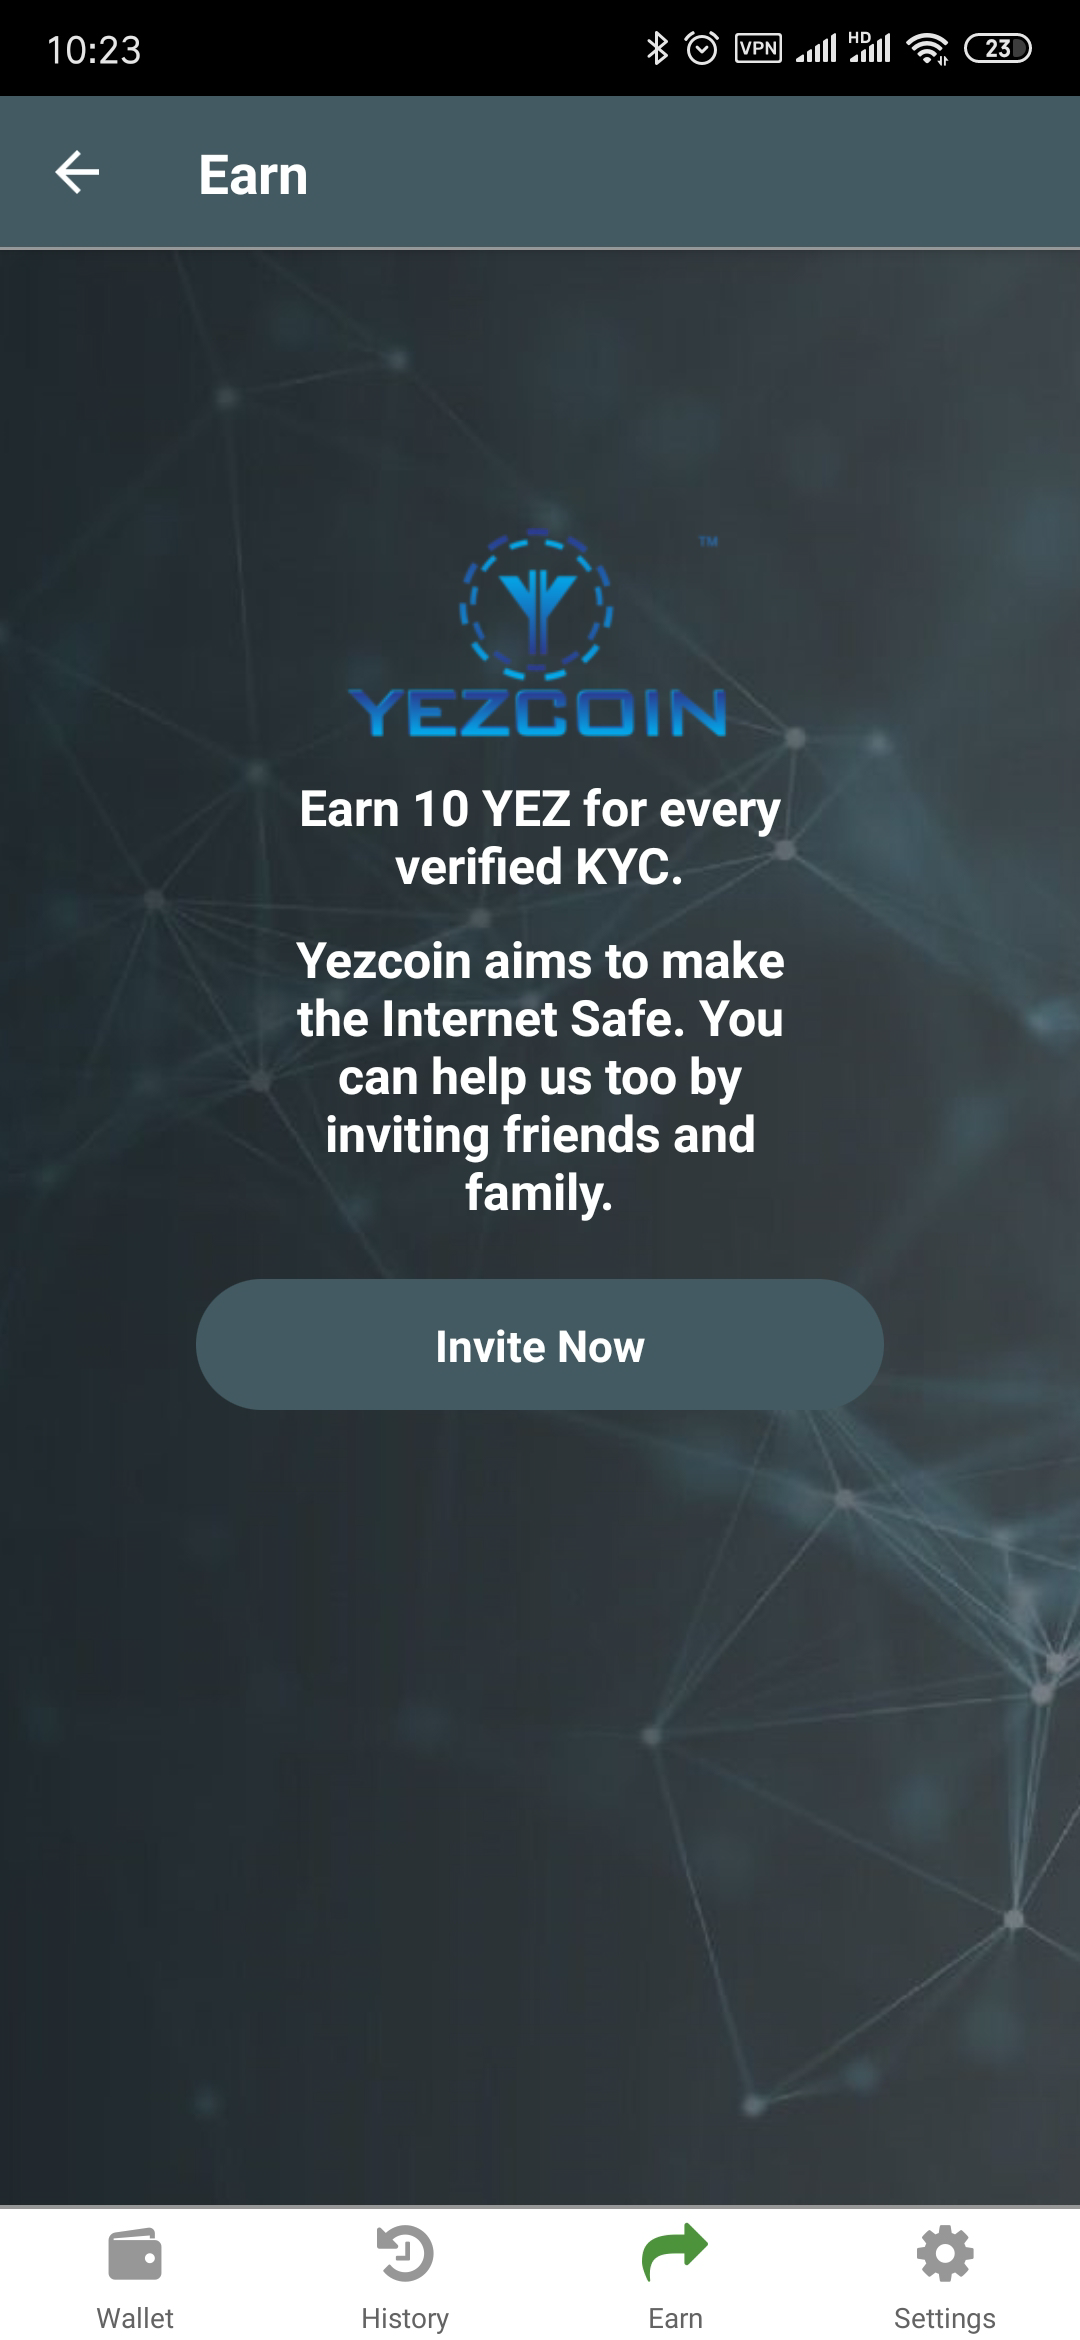 10:23
VPN
HD
23
Earn
TM
YEZCOIN
Earn 10 YEZ for every
verified KYC.
Yezcoin aims to make
the Internet Safe. You
can help us too by
inviting friends and
family.
Invite Now
Wallet
History
Earn
Settings